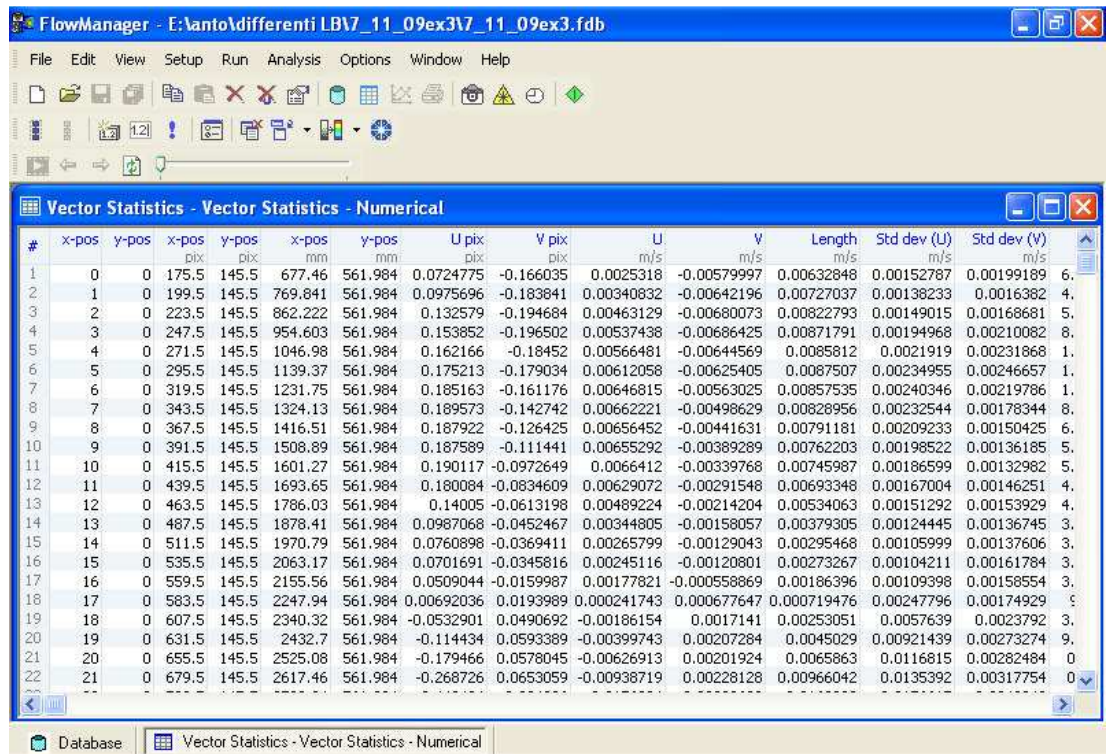 FlowManager - E:\anto\differenti LB\7_11_09ex3\7_11_09ex3.fdb
File Edit View Setup Run Analysis Options Window Help
Vector Statistics - Vector Statistics - Numerical
# x-pos y-pos x-pos y-pos x-pos y-pos U pix V pix U V Length Std dev (U) Std dev (V)
pix pix mm mm pix pix m/s m/s m/s m/s m/s
1 0 0 175.5 145.5 677.46 561.984 0.0724775 -0.166035 0.0025318 -0.00579997 0.00632848 0.00152787 0.00199189 6.
2 1 0 199.5 145.5 769.841 561.984 0.0975696 -0.183841 0.00340832 -0.00642196 0.00727037 0.00138233 0.0016382 4.
3 2 0 223.5 145.5 862.222 561.984 0.132579 -0.194684 0.00463129 -0.00680073 0.00822793 0.00149015 0.00168681 5.
4 3 0 247.5 145.5 954.603 561.984 0.153852 -0.196502 0.00537438 -0.00686425 0.00871791 0.00194968 0.00210082 8.
5 4 0 271.5 145.5 1046.98 561.984 0.162166 -0.18452 0.00566481 -0.00644569 0.0085812 0.0021919 0.00231868 1.
6 5 0 295.5 145.5 1139.37 561.984 0.175213 -0.179034 0.00612058 -0.00625405 0.0087507 0.00234955 0.00246657 1.
7 6 0 319.5 145.5 1231.75 561.984 0.185163 -0.161176 0.00646815 -0.00563025 0.00857535 0.00240346 0.00219786 1.
8 7 0 343.5 145.5 1324.13 561.984 0.189573 -0.142742 0.00662221 -0.00498629 0.00828956 0.00232544 0.00178344 8.
9 8 0 367.5 145.5 1416.51 561.984 0.187922 -0.126425 0.00656452 -0.00441631 0.00791181 0.00209233 0.00150425 6.
10 9 0 391.5 145.5 1508.89 561.984 0.187589 -0.111441 0.00655292 -0.00389289 0.00762203 0.00198522 0.00136185 5.
11 10 0 415.5 145.5 1601.27 561.984 0.190117 -0.0972649 0.0066412 -0.00339768 0.00745987 0.00186599 0.00132982 5.
12 11 0 439.5 145.5 1693.65 561.984 0.180084 -0.0834609 0.00629072 -0.00291548 0.00693348 0.00167004 0.00146251 4.
13 12 0 463.5 145.5 1786.03 561.984 0.14005 -0.0613198 0.00489224 -0.00214204 0.00534063 0.00151292 0.00153929 4.
14 13 0 487.5 145.5 1878.41 561.984 0.0987068 -0.0452467 0.00344805 -0.00158057 0.00379305 0.00124445 0.00136745 3.
15 14 0 511.5 145.5 1970.79 561.984 0.0760898 -0.0369411 0.00265799 -0.00129043 0.00295468 0.00105999 0.00137606 3.
16 15 0 535.5 145.5 2063.17 561.984 0.0701691 -0.0345816 0.00245116 -0.00120801 0.00273267 0.00104211 0.00161784 3.
17 16 0 559.5 145.5 2155.56 561.984 0.0509044 -0.0159987 0.00177821 -0.000558869 0.00186396 0.00109398 0.00158554 3.
18 17 0 583.5 145.5 2247.94 561.984 0.00692036 0.0193989 0.000241743 0.000677647 0.000719476 0.00247796 0.00174929
19 18 0 607.5 145.5 2340.32 561.984 -0.0532901 0.0490692 -0.00186154 0.0017141 0.00253051 0.0057639 0.0023792 3.
20 19 0 631.5 145.5 2432.7 561.984 -0.114434 0.0593389 -0.00399743 0.00207284 0.0045029 0.00921439 0.00273274 9.
21 20 0 655.5 145.5 2525.08 561.984 -0.179466 0.0578045 -0.00626913 0.00201924 0.0065863 0.0116815 0.00282484 0
22 21 0 679.5 145.5 2617.46 561.984 -0.268726 0.0653059 -0.00938719 0.00228128 0.00966042 0.0135392 0.00317754 0
Database Vector Statistics - Vector Statistics - Numerical